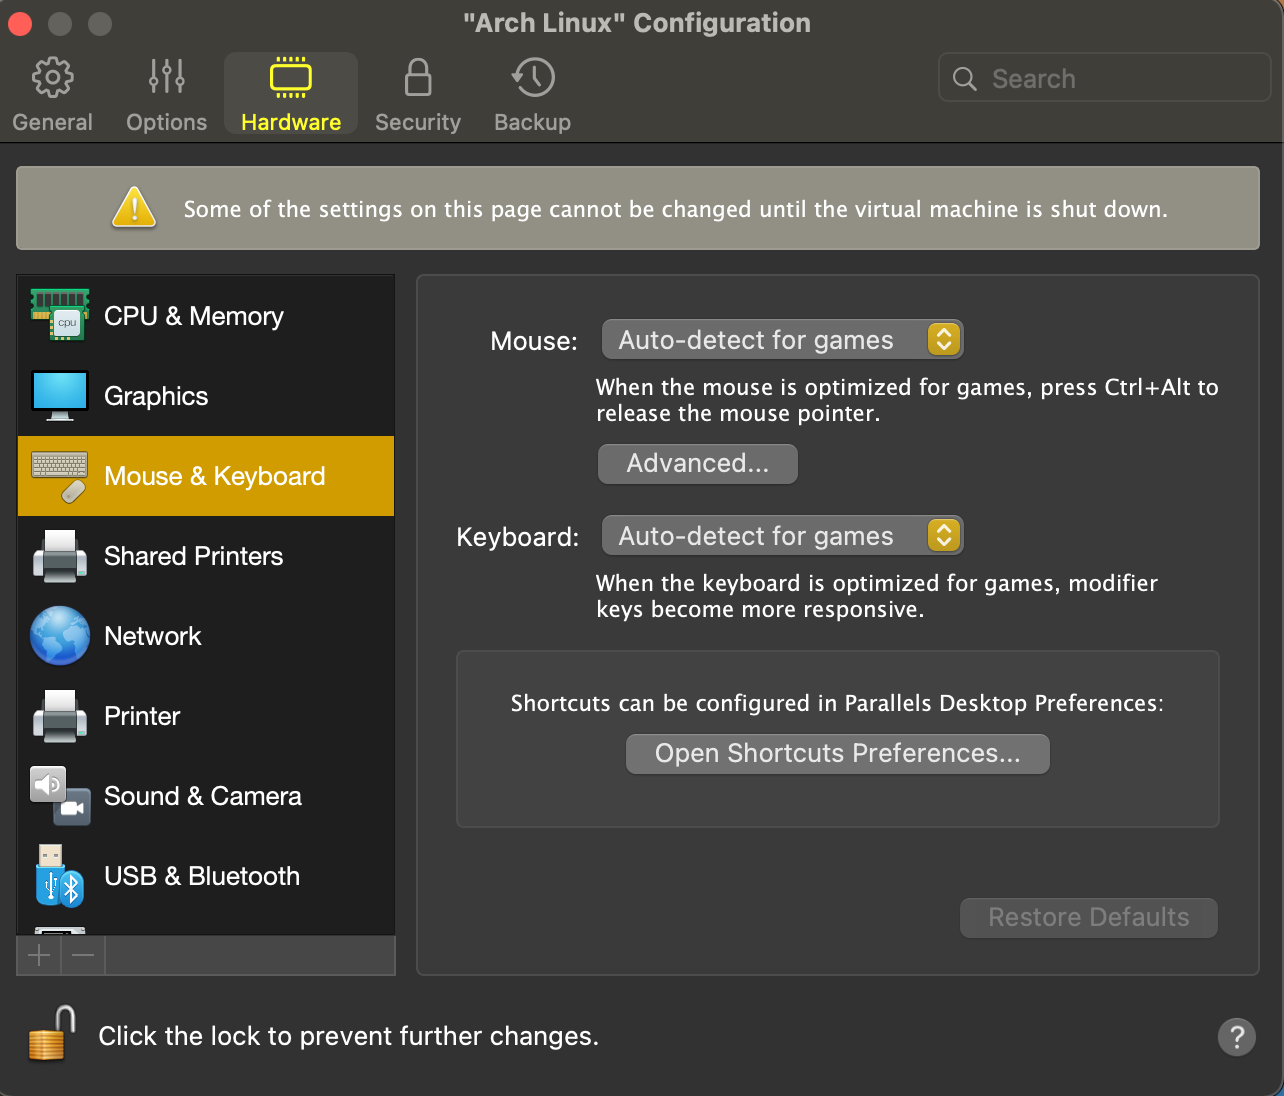 "Arch Linux" Configuration
General
Options
Hardware
Security
Backup
Search
Some of the settings on this page cannot be changed until the virtual machine is shut down.
CPU & Memory
cpu
Graphics
Mouse & Keyboard
Shared Printers
Network
Printer
Sound & Camera
USB & Bluetooth
Mouse:
Auto-detect for games
When the mouse is optimized for games, press Ctrl+Alt to
release the mouse pointer.
Advanced...
Keyboard:
Auto-detect for games
When the keyboard is optimized for games, modifier
keys become more responsive.
Shortcuts can be configured in Parallels Desktop Preferences:
Open Shortcuts Preferences...
Restore Defaults
Click the lock to prevent further changes.
?